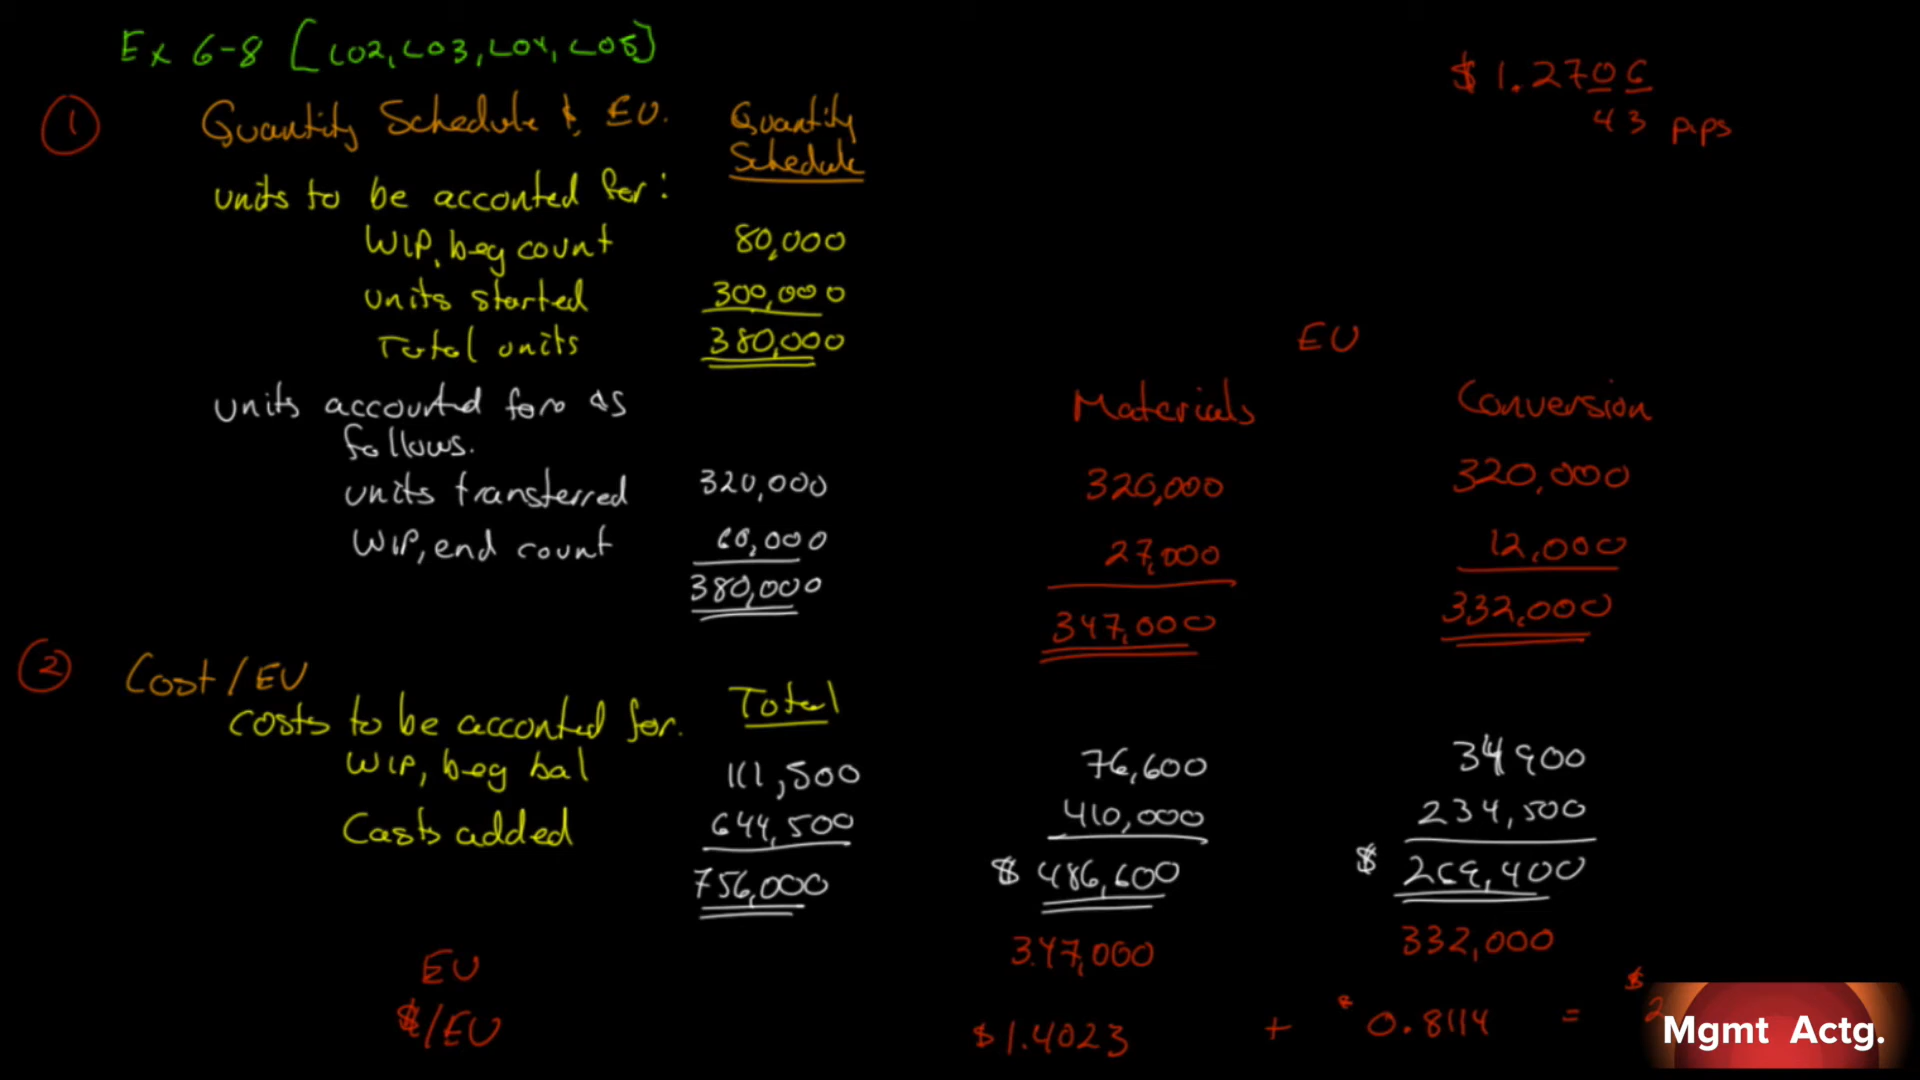 Ex 6-8 [LO2, LO3, LO4, LO5]
$1.2706
43 pips
① Quantity Schedule & EU. Quantity Schedule
units to be acconted for:
WIP, beg count 80,000
units started 300,000
Total units 380,000
EU
units accounted for as Materials Conversion
follows.
units transferred 320,000 320,000 320,000
WIP, end count 60,000 27,000 12,000
380,000 347,000 332,000
② Cost/EU Total
costs to be acconted for.
WIP, beg bal 111,500 76,600 34900
Costs added 644,500 410,000 234,500
756,000 $ 486,600 $ 269,400
EU 347,000 332,000
$/EU $1.4023 + $0.8114 = $2
Mgmt Actg.